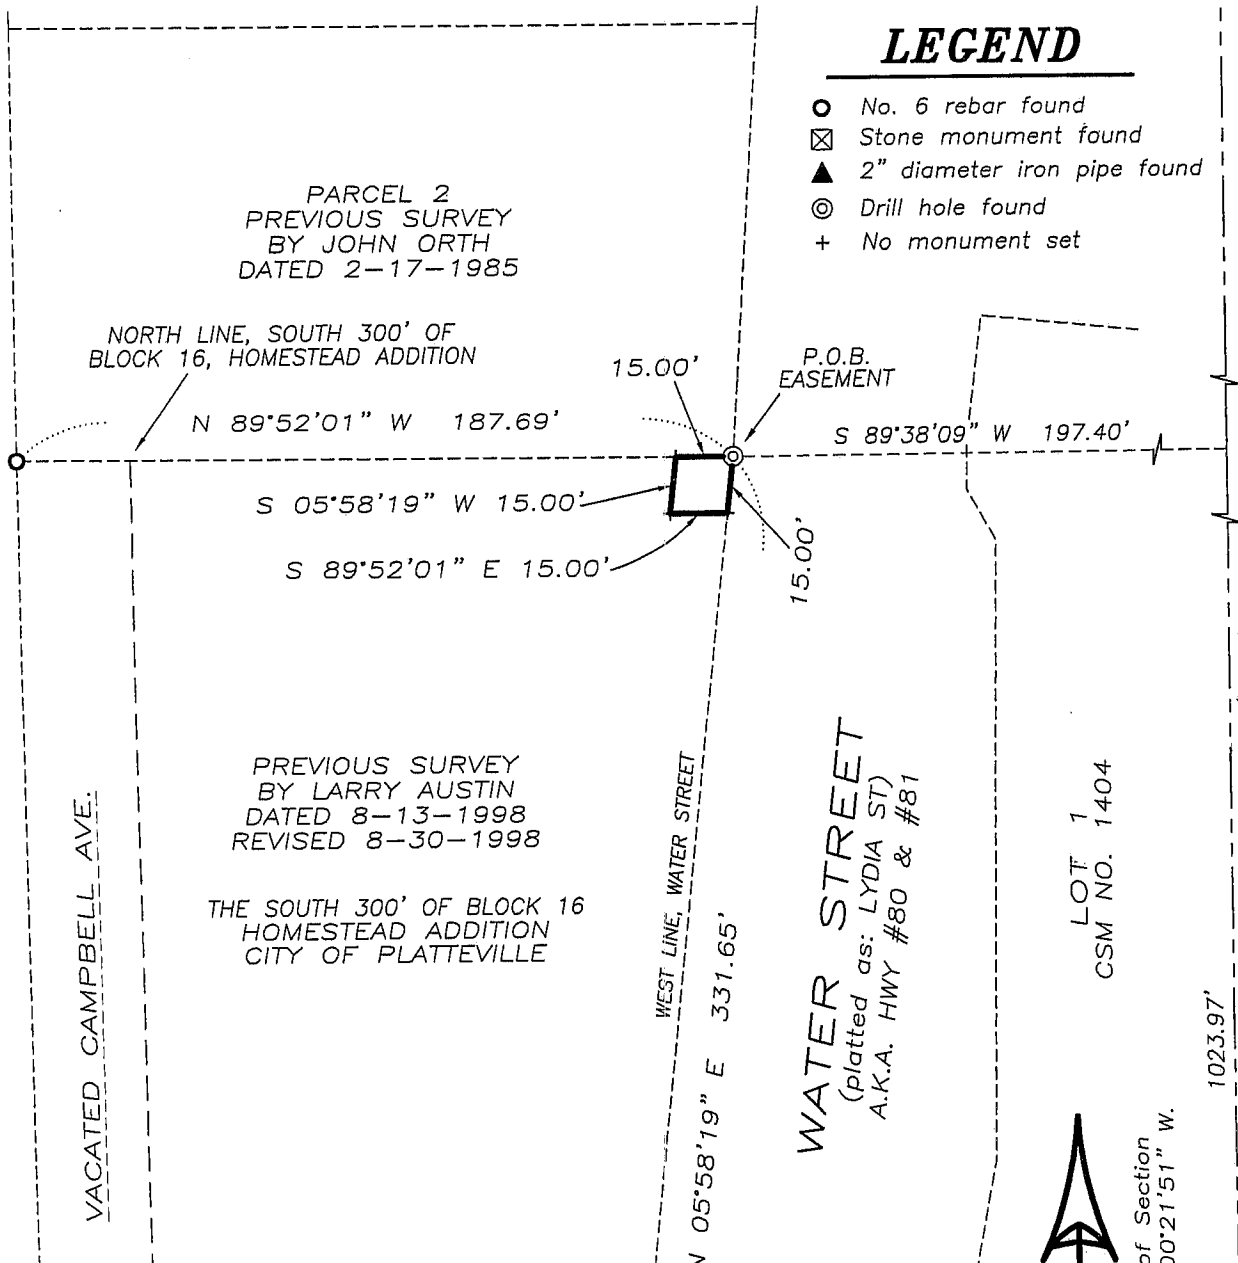 LEGEND
No. 6 rebar found
Stone monument found
2" diameter iron pipe found
Drill hole found
+ No monument set
PARCEL 2
PREVIOUS SURVEY
BY JOHN ORTH
DATED 2-17-1985
NORTH LINE, SOUTH 300' OF
BLOCK 16, HOMESTEAD ADDITION
15.00'
P.O.B.
EASEMENT
N 89°52'01" W 187.69'
S 89°38'09" W 197.40'
S 05°58'19" W 15.00'
S 89°52'01" E 15.00'
15.00'
PREVIOUS SURVEY
BY LARRY AUSTIN
DATED 8-13-1998
REVISED 8-30-1998
THE SOUTH 300' OF BLOCK 16
HOMESTEAD ADDITION
CITY OF PLATTEVILLE
VACATED CAMPBELL AVE.
WEST LINE, WATER STREET
N 05°58'19" E 331.65'
WATER STREET
(platted as: LYDIA ST)
A.K.A. HWY #80 & #81
LOT 1
CSM NO. 1404
1023.97'
of Section
00°21'51" W.